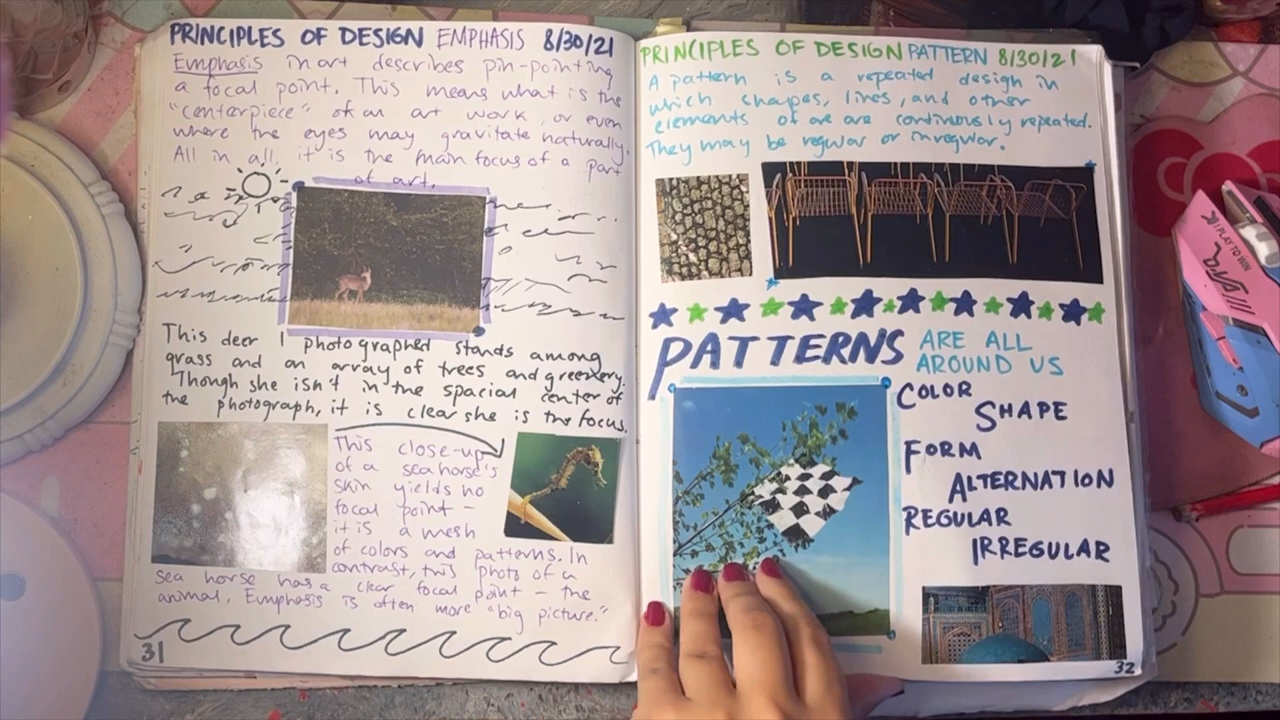 PRINCIPLES OF DESIGN EMPHASIS 8/30/21
Emphasis in art describes pin-pointing
a focal point. This means what is the
"centerpiece" of an art work, or even
where the eyes may gravitate naturally.
All in all, it is the main focus of a part
of art.
This deer I photographed stands among
grass and an array of trees and greenery.
Though she isn't in the spacial center of
the photograph, it is clear she is the focus.
This close-up
of a sea horse's
skin yields no
focal point -
it is a mesh
of colors and patterns. In
contrast, this photo of a
sea horse has a clear focal point - the
animal. Emphasis is often more "big picture."
31
PRINCIPLES OF DESIGN PATTERN 8/30/21
A pattern is a repeated design in
which shapes, lines, and other
elements of are are continously repeated.
They may be regular or irregular.
PATTERNS ARE ALL
AROUND US
COLOR
SHAPE
FORM
ALTERNATION
REGULAR
IRREGULAR
32
I PLAY TO WIN